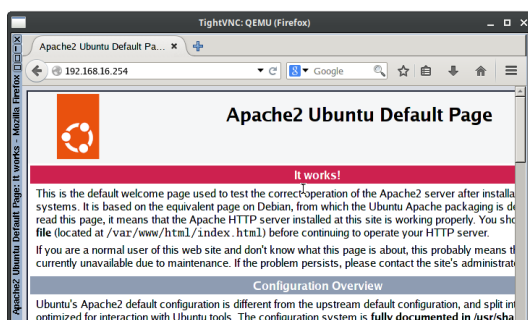 TightVNC: QEMU (Firefox)
Apache2 Ubuntu Default Page: It works - Mozilla Firefox
Apache2 Ubuntu Default Pa...
192.168.16.254
Google
Apache2 Ubuntu Default Page
It works!
This is the default welcome page used to test the correct operation of the Apache2 server after installa
systems. It is based on the equivalent page on Debian, from which the Ubuntu Apache packaging is de
read this page, it means that the Apache HTTP server installed at this site is working properly. You sho
file (located at /var/www/html/index.html) before continuing to operate your HTTP server.
If you are a normal user of this web site and don't know what this page is about, this probably means th
currently unavailable due to maintenance. If the problem persists, please contact the site's administrato
Configuration Overview
Ubuntu's Apache2 default configuration is different from the upstream default configuration, and split int
optimized for interaction with Ubuntu tools. The configuration system is fully documented in /usr/sha